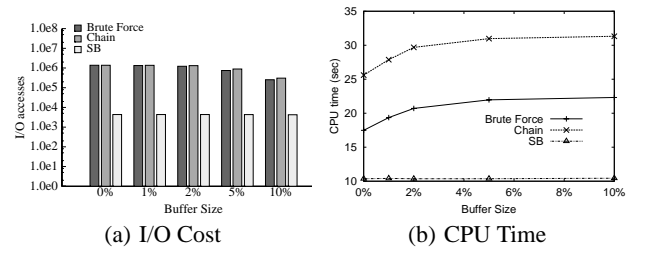 1.0e8
1.0e7
1.0e6
1.0e5
1.0e4
1.0e3
1.0e2
1.0e1
1.0e0
I/O accesses
Brute Force
Chain
SB
0% 1% 2% 5% 10%
Buffer Size
(a) I/O Cost
35
30
25
20
15
10
CPU time (sec)
Brute Force
Chain
SB
0% 2% 4% 6% 8% 10%
Buffer Size
(b) CPU Time